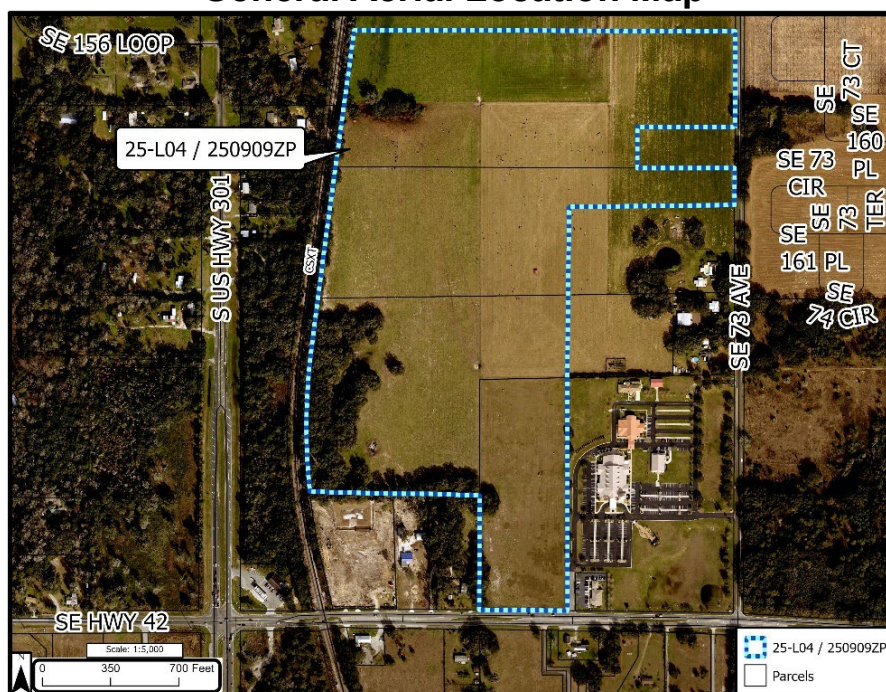 General Aerial Location Map
SE 156 LOOP
25-L04 / 250909ZP
S US HWY 301
CSXT
SE 73 AVE
SE
73 CT
SE
160
PL
SE 73
CIR
SE
73
TER
SE
161 PL
SE
74 CIR
SE HWY 42
Scale: 1:5,000
0 350 700 Feet
N
25-L04 / 250909ZP
Parcels